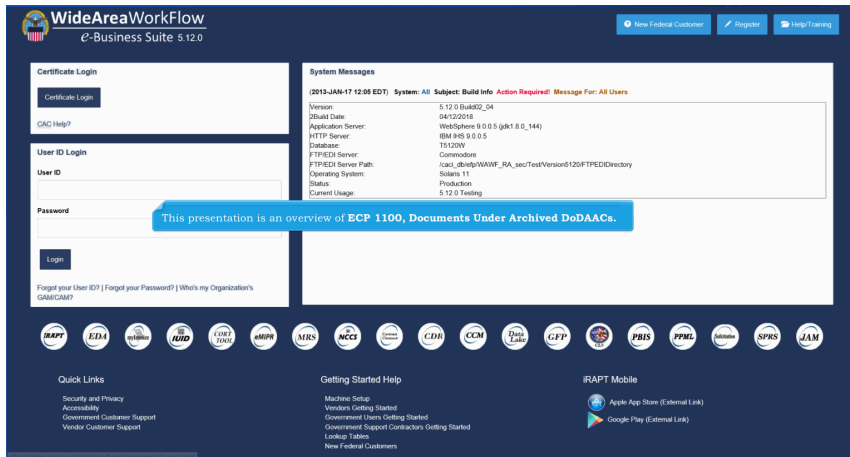 WideAreaWorkFlow
e-Business Suite 5.12.0
New Federal Customer
Register
Help/Training
Certificate Login
Certificate Login
CAC Help?
User ID Login
User ID
Password
Login
Forgot your User ID? | Forgot your Password? | Who's my Organization's
GAM/CAM?
System Messages
(2013-JAN-17 12:05 EDT) System: All Subject: Build Info Action Required! Message For: All Users
Version: 5.12.0 Build02_04
2Build Date: 04/12/2018
Application Server: WebSphere 9.0.0.5 (jdk1.8.0_144)
HTTP Server: IBM IHS 9.0.0.5
Database: T5120W
FTP/EDI Server: Commodore
FTP/EDI Server Path: /caci_db/efp/WAWF_RA_sec/Test/Version5120/FTPEDIDirectory
Operating System: Solaris 11
Status: Production
Current Usage: 5.12.0 Testing
This presentation is an overview of ECP 1100, Documents Under Archived DoDAACs.
iRAPT
EDA
myInvoice
IUID
CORT TOOL
eMIPR
MRS
NCCS
Contract Closeout
CDR
CCM
Data Lake
GFP
CLS
PBIS
PPML
Solicitation
SPRS
JAM
Quick Links
Security and Privacy
Accessibility
Government Customer Support
Vendor Customer Support
Getting Started Help
Machine Setup
Vendors Getting Started
Government Users Getting Started
Government Support Contractors Getting Started
Lookup Tables
New Federal Customers
iRAPT Mobile
Apple App Store (External Link)
Google Play (External Link)